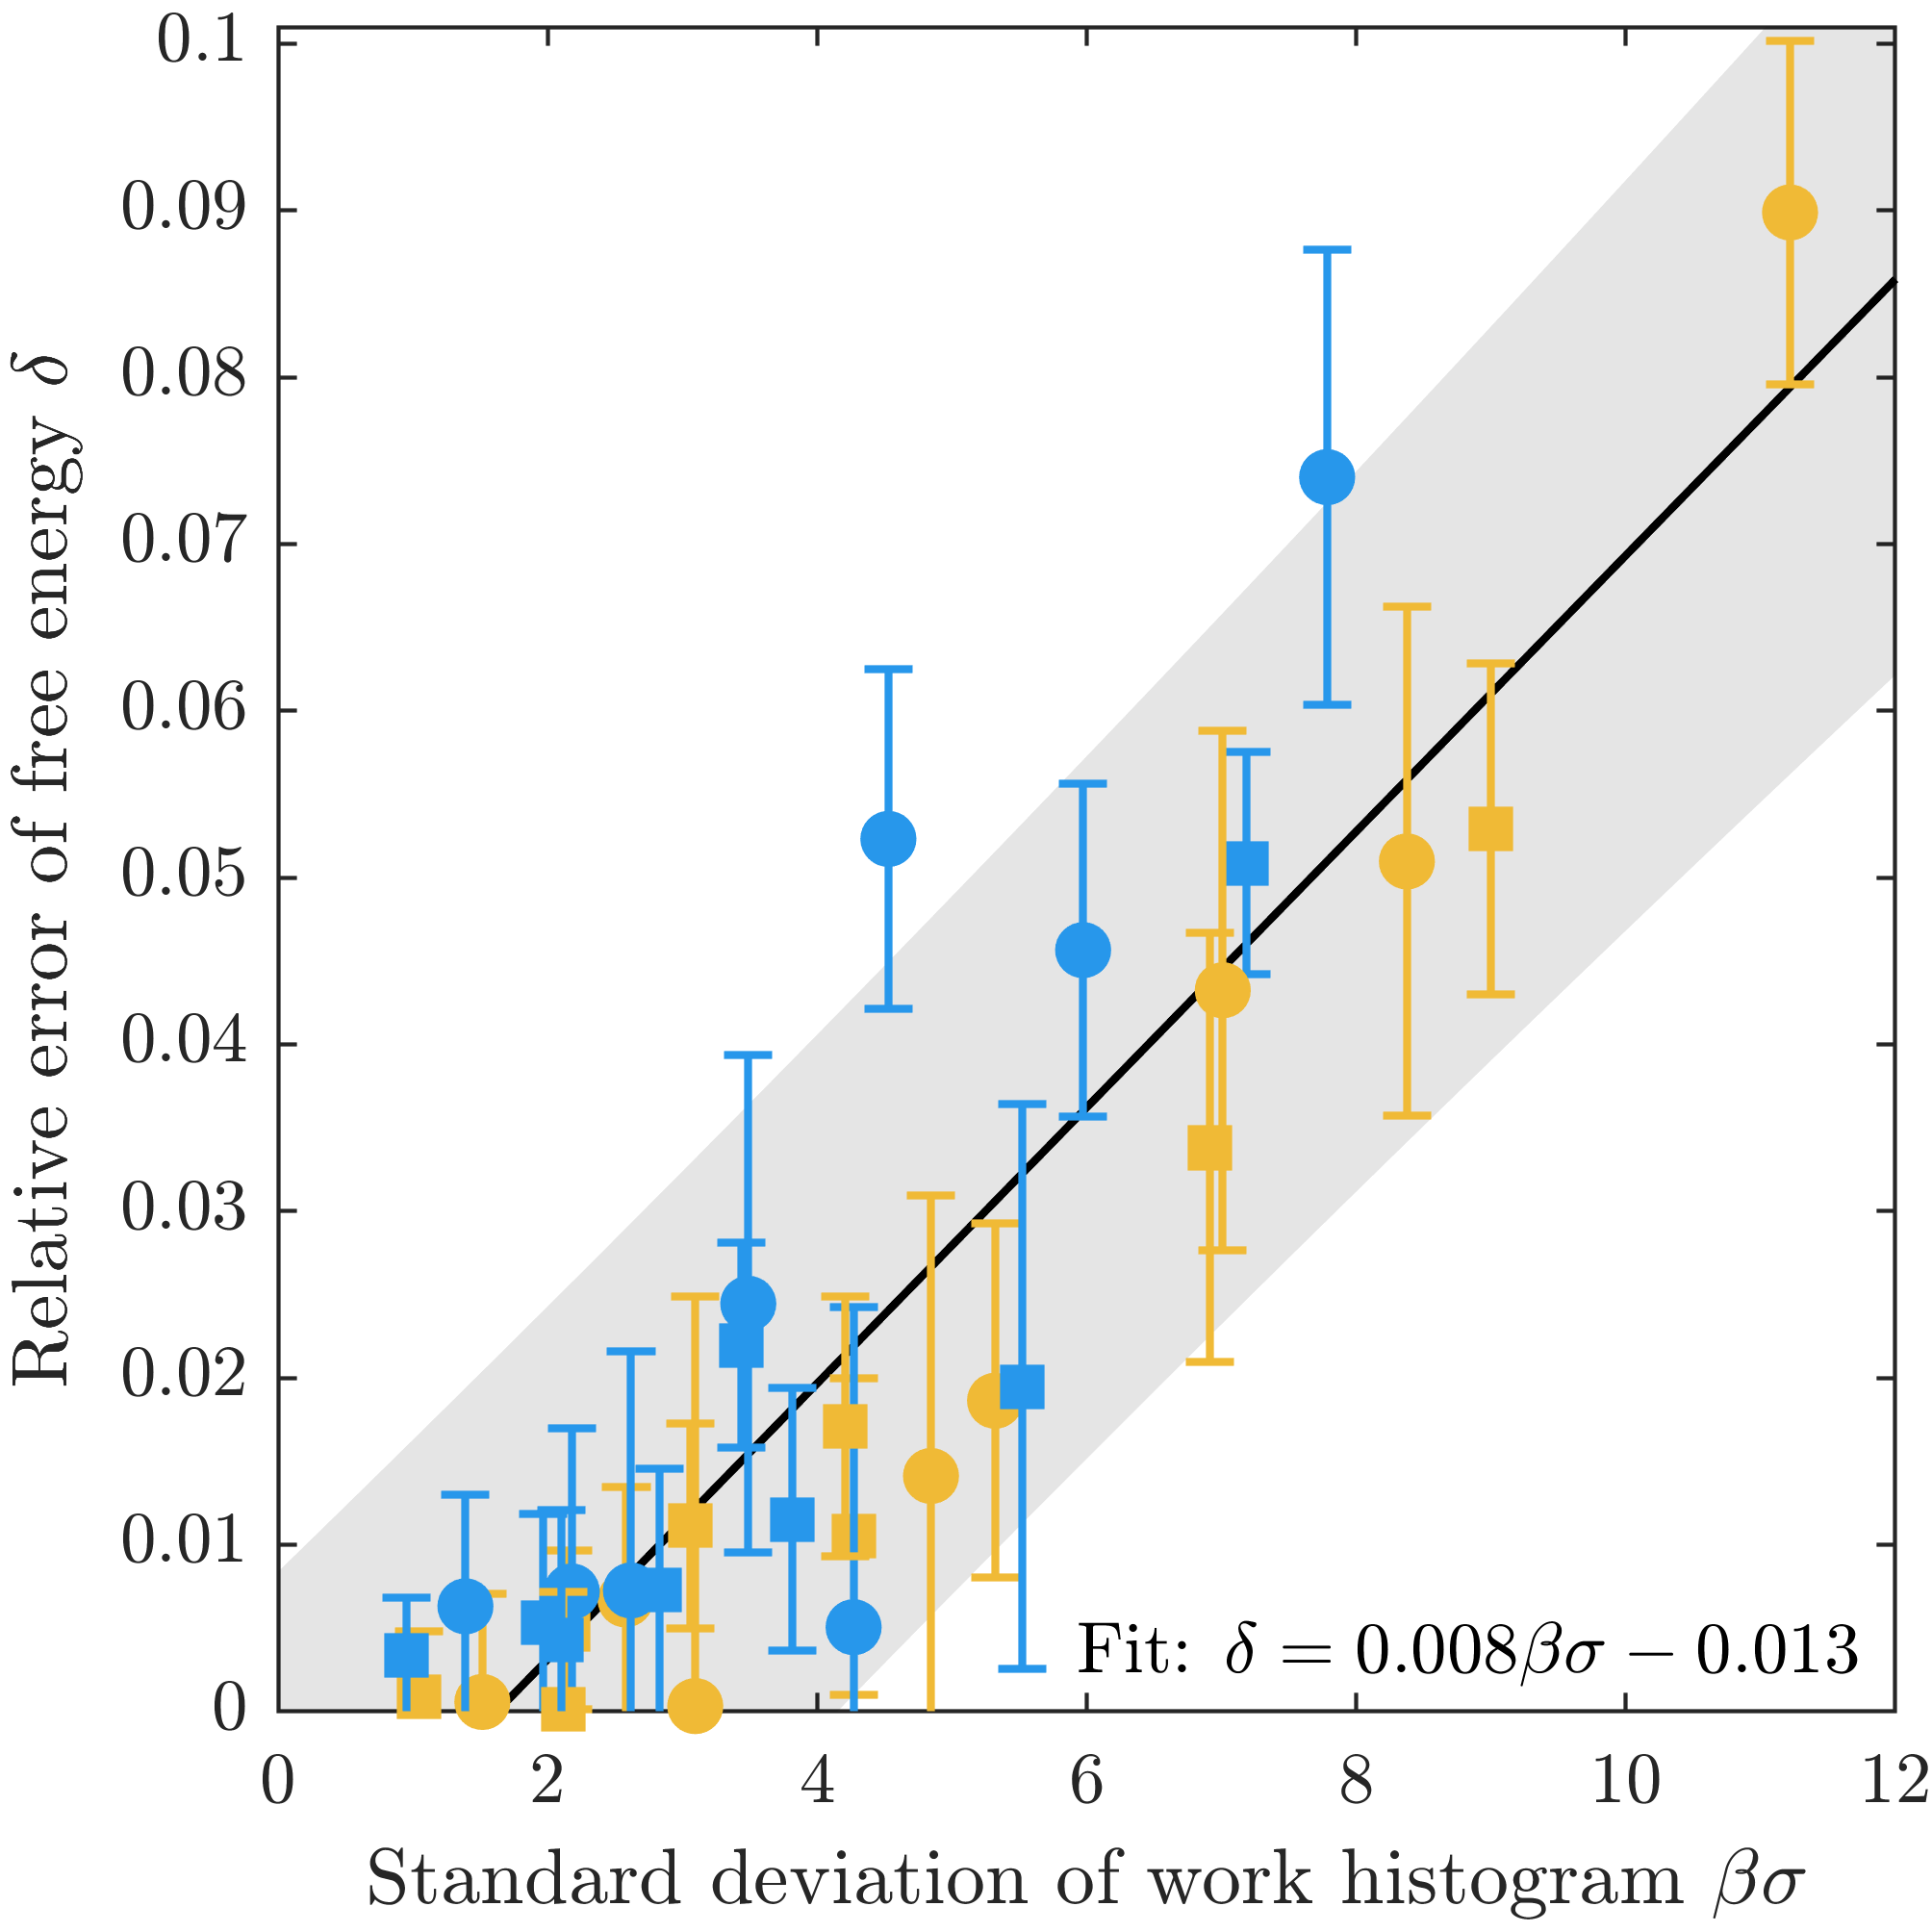 0.1
0.09
0.08
0.07
0.06
0.05
0.04
0.03
0.02
0.01
0
Relative error of free energy δ
Fit: δ = 0.008βσ − 0.013
0 2 4 6 8 10 12
Standard deviation of work histogram βσ